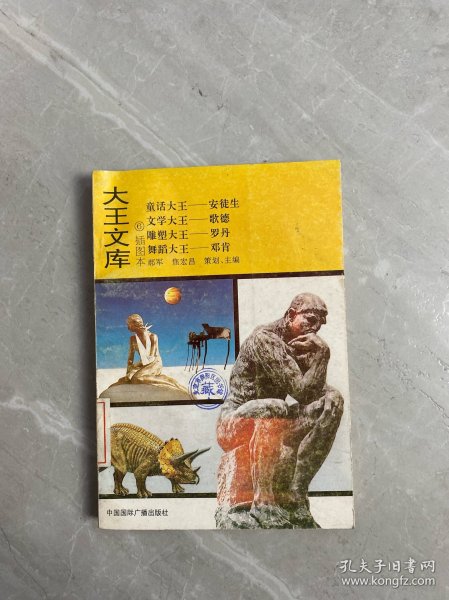 大王文库
⑥插图本
童话大王——安徒生
文学大王——歌德
雕塑大王——罗丹
舞蹈大王——邓肯
郝军 焦宏昌 策划、主编
藏
中国国际广播出版社
孔夫子旧书网
www.kongfz.com